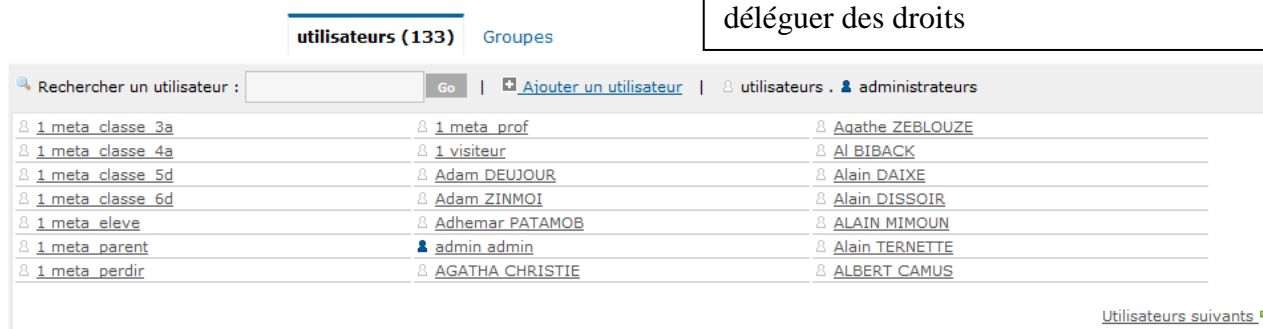 déléguer des droits
utilisateurs (133) Groupes
Rechercher un utilisateur : Go | Ajouter un utilisateur | utilisateurs . administrateurs
1 meta_classe_3a 1 meta_prof Agathe ZEBLOUZE
1 meta_classe_4a 1 visiteur Al BIBACK
1 meta_classe_5d Adam DEUJOUR Alain DAIXE
1 meta_classe_6d Adam ZINMOI Alain DISSOIR
1 meta_eleve Adhemar PATAMOB ALAIN MIMOUN
1 meta_parent admin admin Alain TERNETTE
1 meta_perdir AGATHA CHRISTIE ALBERT CAMUS
Utilisateurs suivants